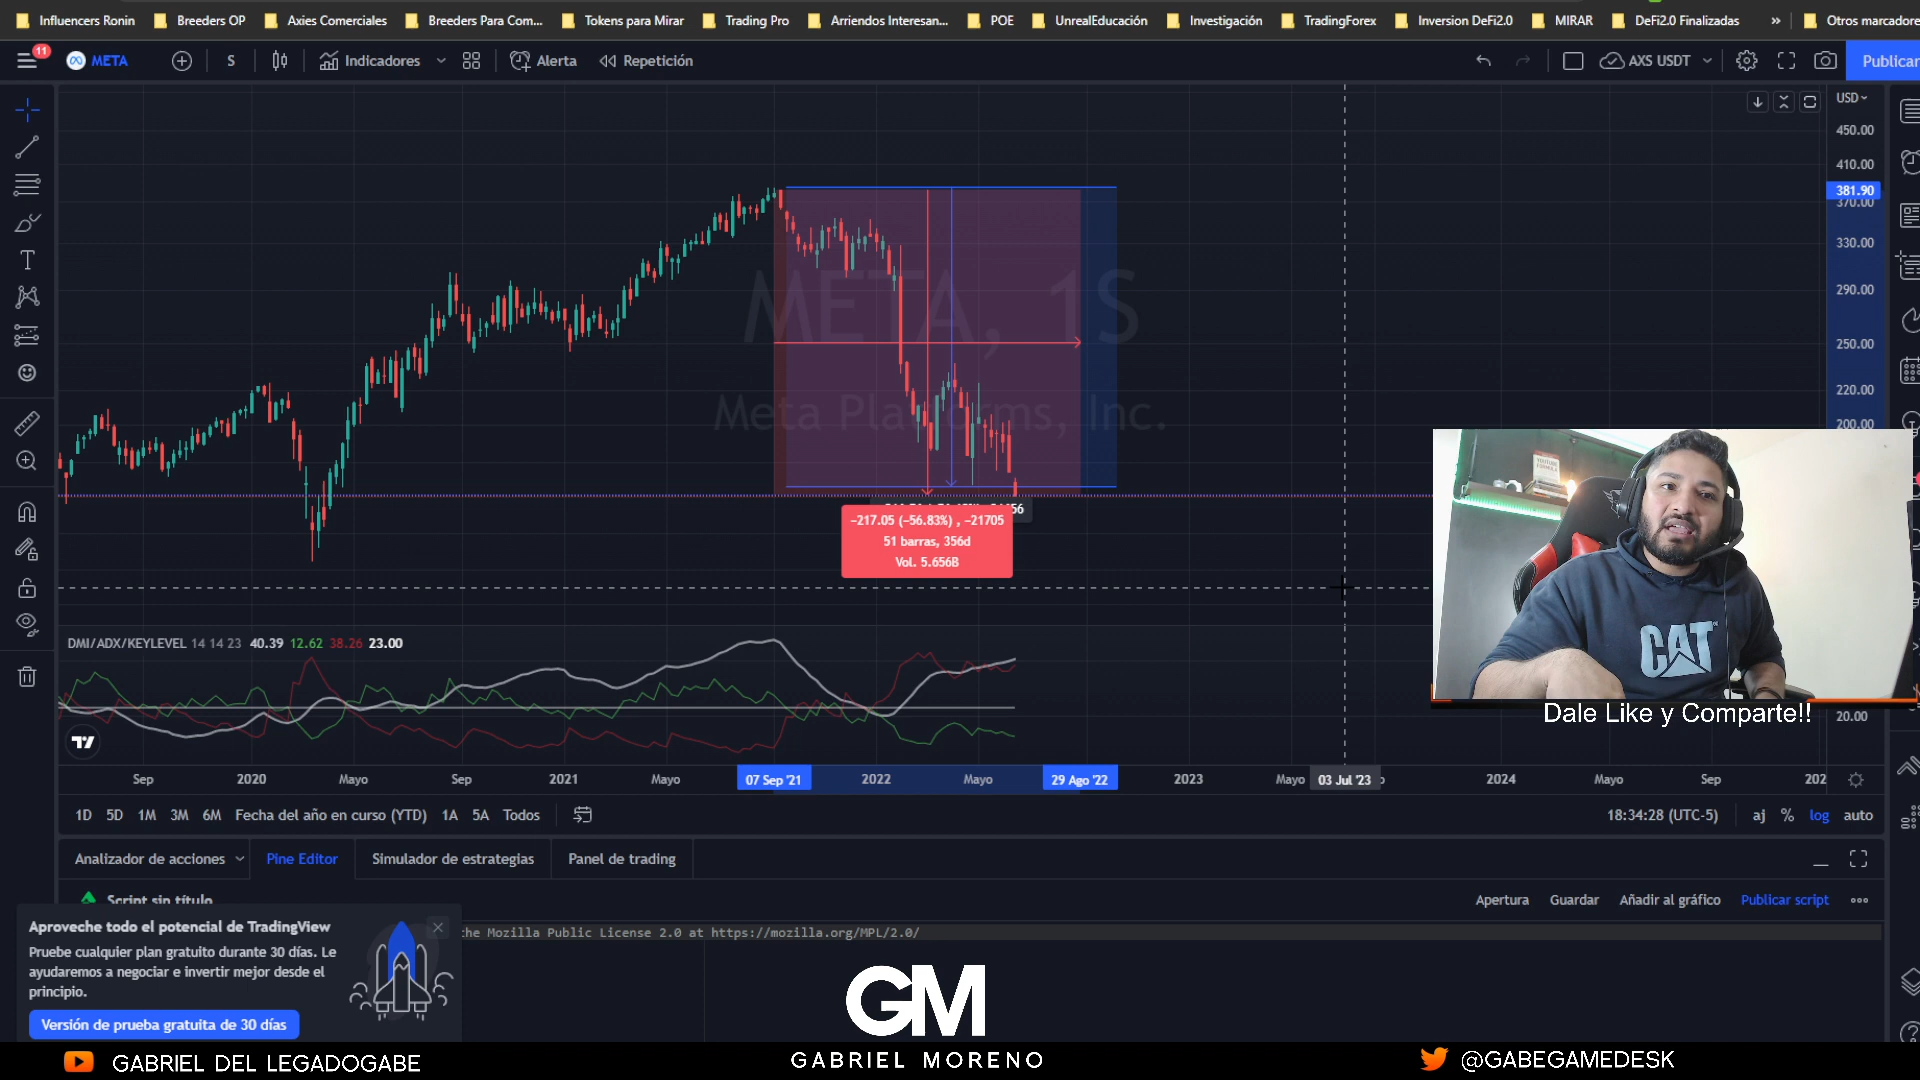 Influencers Ronin
Breeders OP
Axies Comerciales
Breeders Para Com...
Tokens para Mirar
Trading Pro
Arriendos Interesan...
POE
UnrealEducación
Investigación
TradingForex
Inversion DeFi2.0
MIRAR
DeFi2.0 Finalizadas
»
Otros marcadore
11
META
S
Indicadores
Alerta
Repetición
AXS USDT
Publicar
USD
450.00
410.00
381.90
370.00
330.00
290.00
250.00
220.00
200.00
META, 1S
Meta Platforms, Inc.
56
−217.05 (−56.83%) , −21705
51 barras, 356d
Vol. 5.656B
YOUTUBE
FORMULA
CAT
Dale Like y Comparte!!
DMI/ADX/KEYLEVEL 14 14 23 40.39 12.62 38.26 23.00
20.00
Sep
2020
Mayo
Sep
2021
Mayo
07 Sep '21
2022
Mayo
29 Ago '22
2023
Mayo
03 Jul '23
2024
Mayo
Sep
202
1D 5D 1M 3M 6M Fecha del año en curso (YTD) 1A 5A Todos
18:34:28 (UTC-5)
aj % log auto
Analizador de acciones
Pine Editor
Simulador de estrategias
Panel de trading
Script sin título
Apertura
Guardar
Añadir al gráfico
Publicar script
the Mozilla Public License 2.0 at https://mozilla.org/MPL/2.0/
Aproveche todo el potencial de TradingView
Pruebe cualquier plan gratuito durante 30 días. Le
ayudaremos a negociar e invertir mejor desde el
principio.
Versión de prueba gratuita de 30 días
GM
GABRIEL MORENO
GABRIEL DEL LEGADOGABE
@GABEGAMEDESK